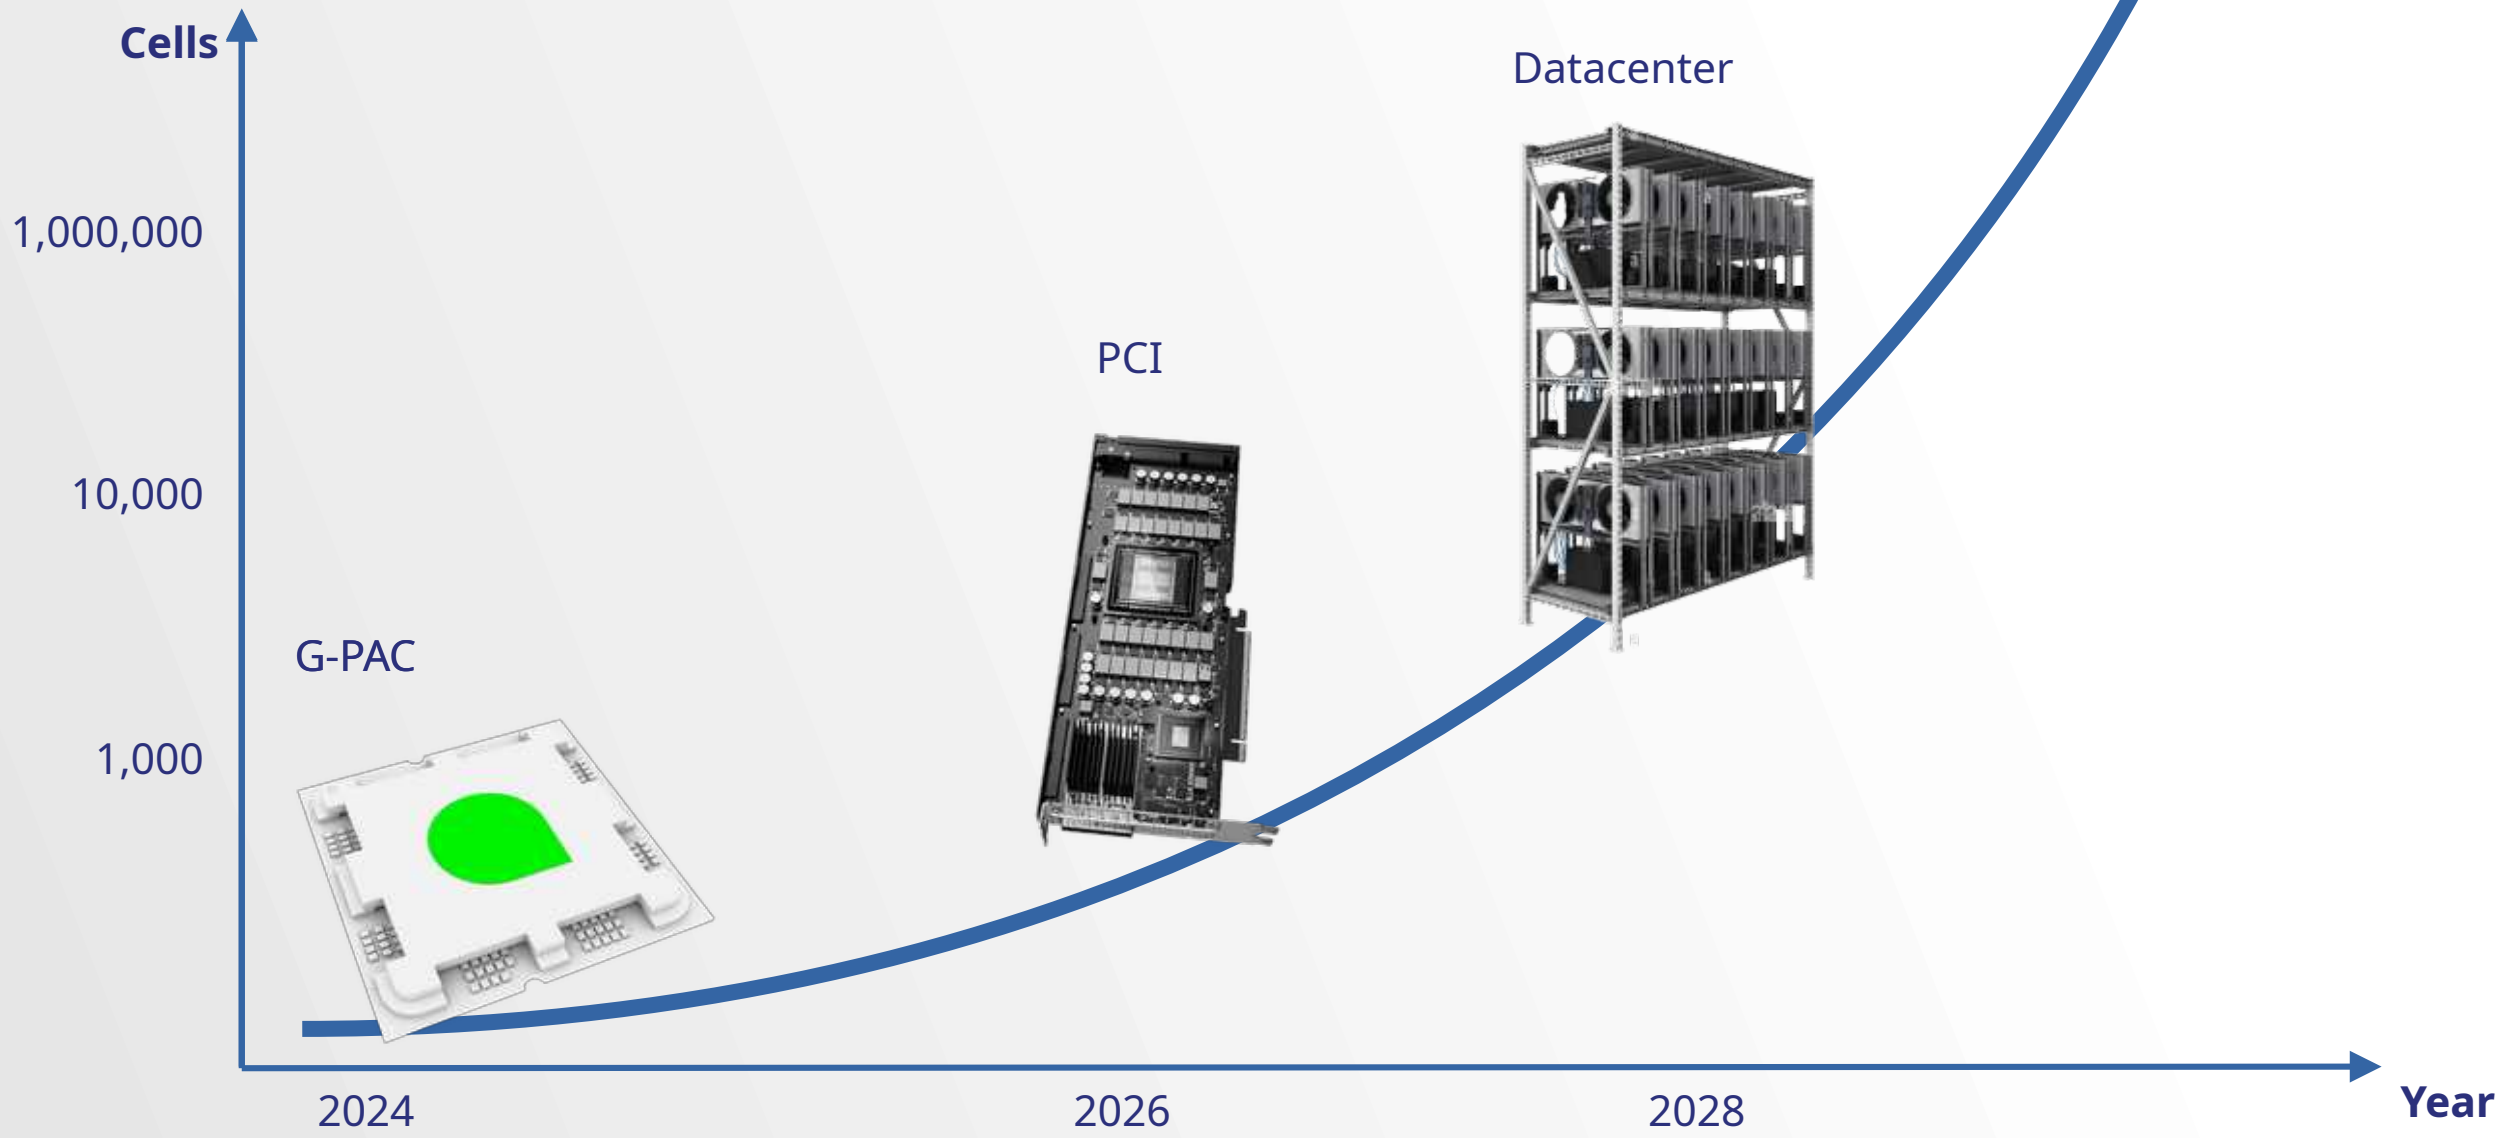 Cells
Datacenter
1,000,000
PCI
10,000
G-PAC
1,000
2024
2026
2028
Year